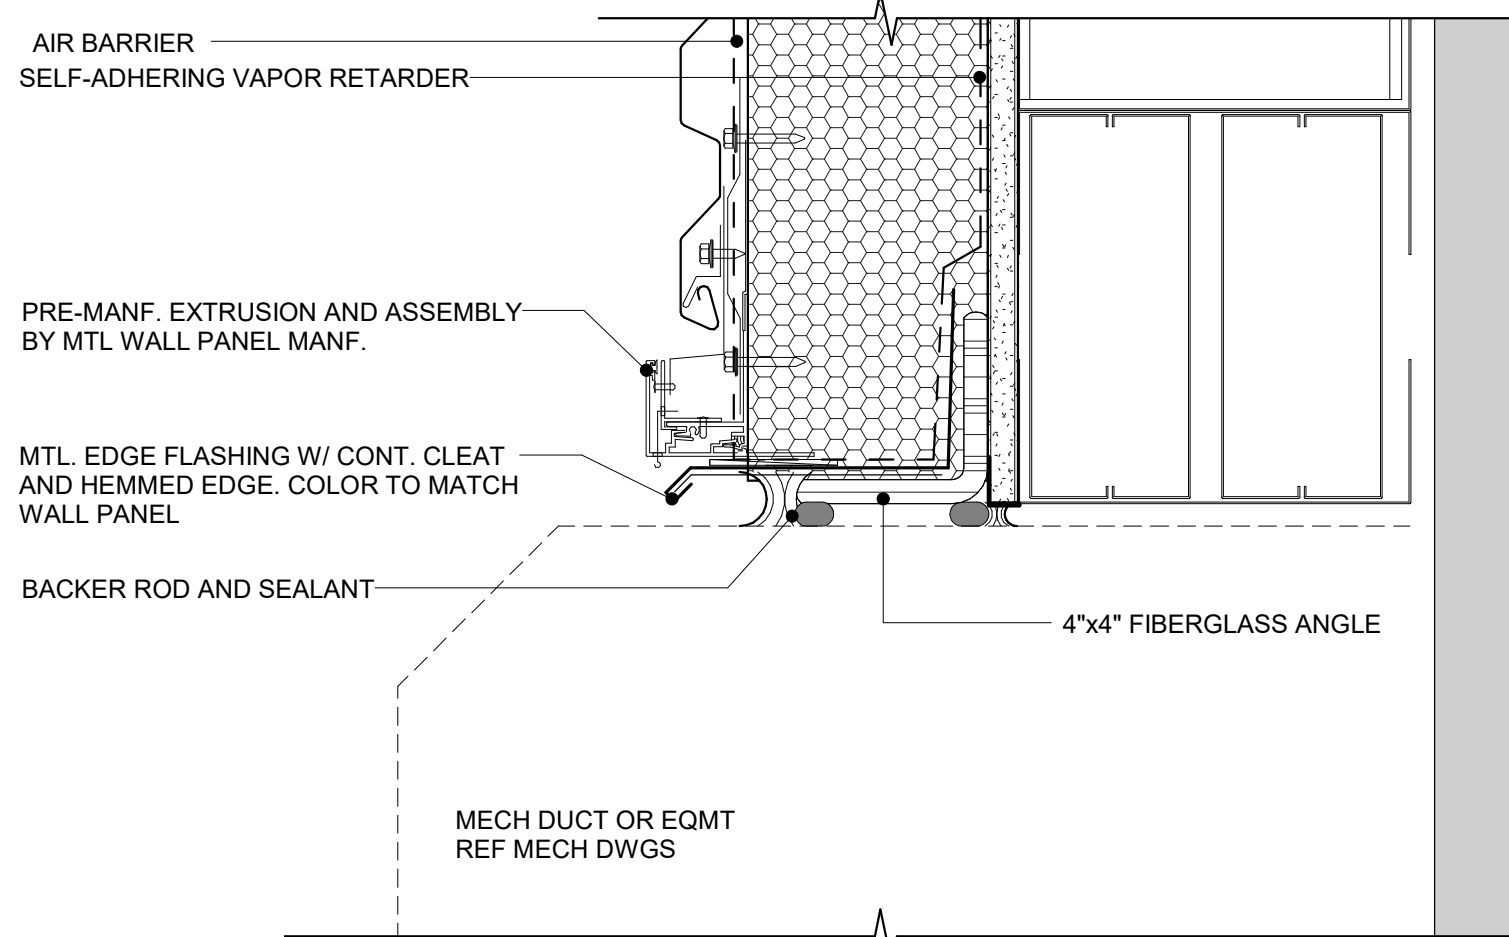 AIR BARRIER
SELF-ADHERING VAPOR RETARDER
PRE-MANF. EXTRUSION AND ASSEMBLY
BY MTL WALL PANEL MANF.
MTL. EDGE FLASHING W/ CONT. CLEAT
AND HEMMED EDGE. COLOR TO MATCH
WALL PANEL
BACKER ROD AND SEALANT
4"x4" FIBERGLASS ANGLE
MECH DUCT OR EQMT
REF MECH DWGS